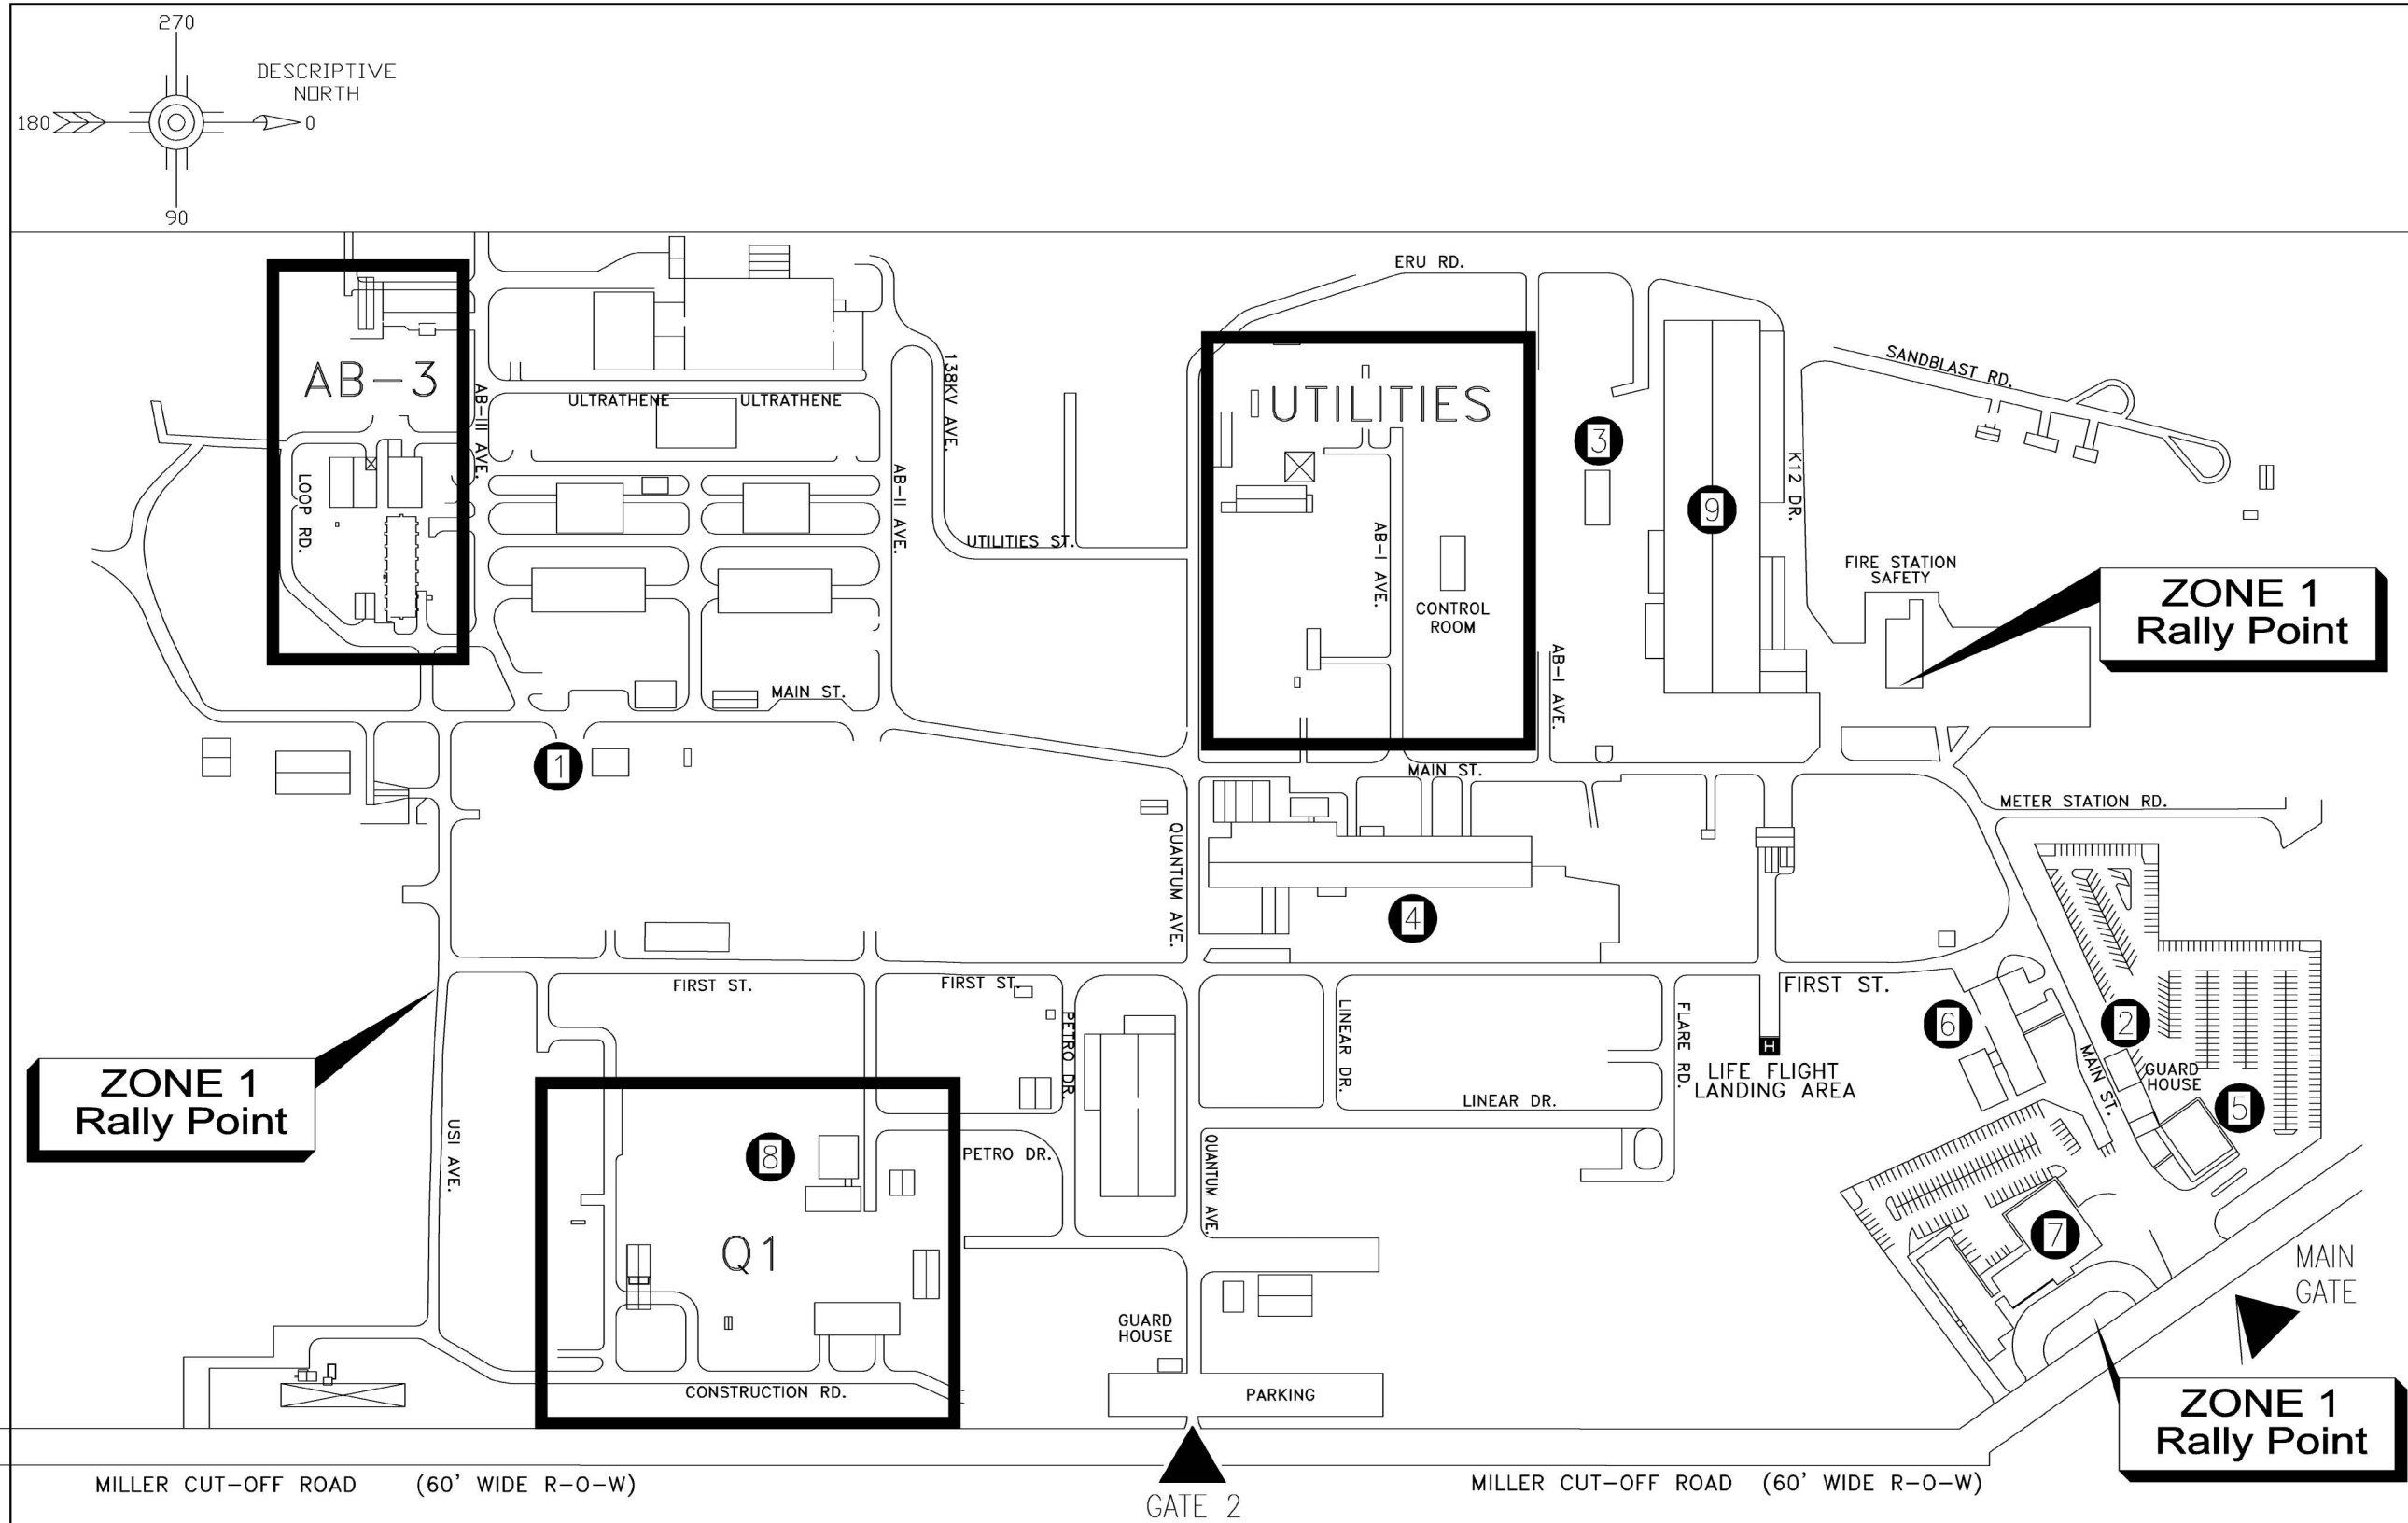 270
DESCRIPTIVE
NORTH
180
0
90
ERU RD.
AB-3
AB-III AVE.
LOOP RD.
ULTRATHENE
ULTRATHENE
138KV AVE.
AB-II AVE.
UTILITIES ST.
UTILITIES
AB-I AVE.
CONTROL
ROOM
3
9
K12 DR.
SANDBLAST RD.
FIRE STATION
SAFETY
ZONE 1
Rally Point
AB-I AVE.
MAIN ST.
1
MAIN ST.
METER STATION RD.
QUANTUM AVE.
4
FIRST ST.
FIRST ST.
FIRST ST.
PETRO DR.
LINEAR DR.
FLARE RD.
H
LIFE FLIGHT
LANDING AREA
LINEAR DR.
6
2
MAIN ST.
GUARD
HOUSE
5
ZONE 1
Rally Point
USI AVE.
8
PETRO DR.
QUANTUM AVE.
Q1
7
MAIN
GATE
GUARD
HOUSE
CONSTRUCTION RD.
PARKING
ZONE 1
Rally Point
MILLER CUT-OFF ROAD (60' WIDE R-O-W)
GATE 2
MILLER CUT-OFF ROAD (60' WIDE R-O-W)